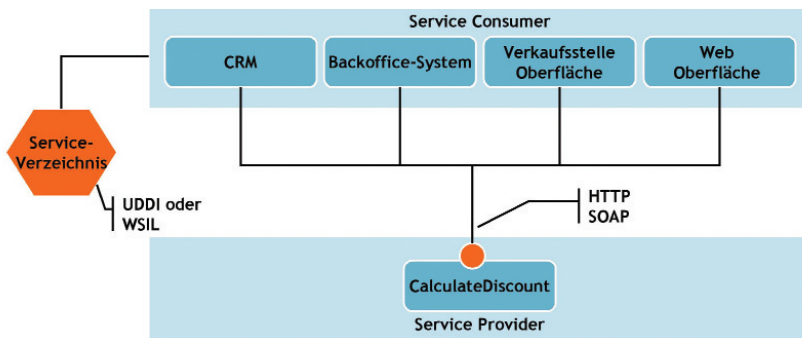 Service Consumer
CRM
Backoffice-System
Verkaufsstelle
Oberfläche
Web
Oberfläche
Service-
Verzeichnis
UDDI oder
WSIL
HTTP
SOAP
CalculateDiscount
Service Provider